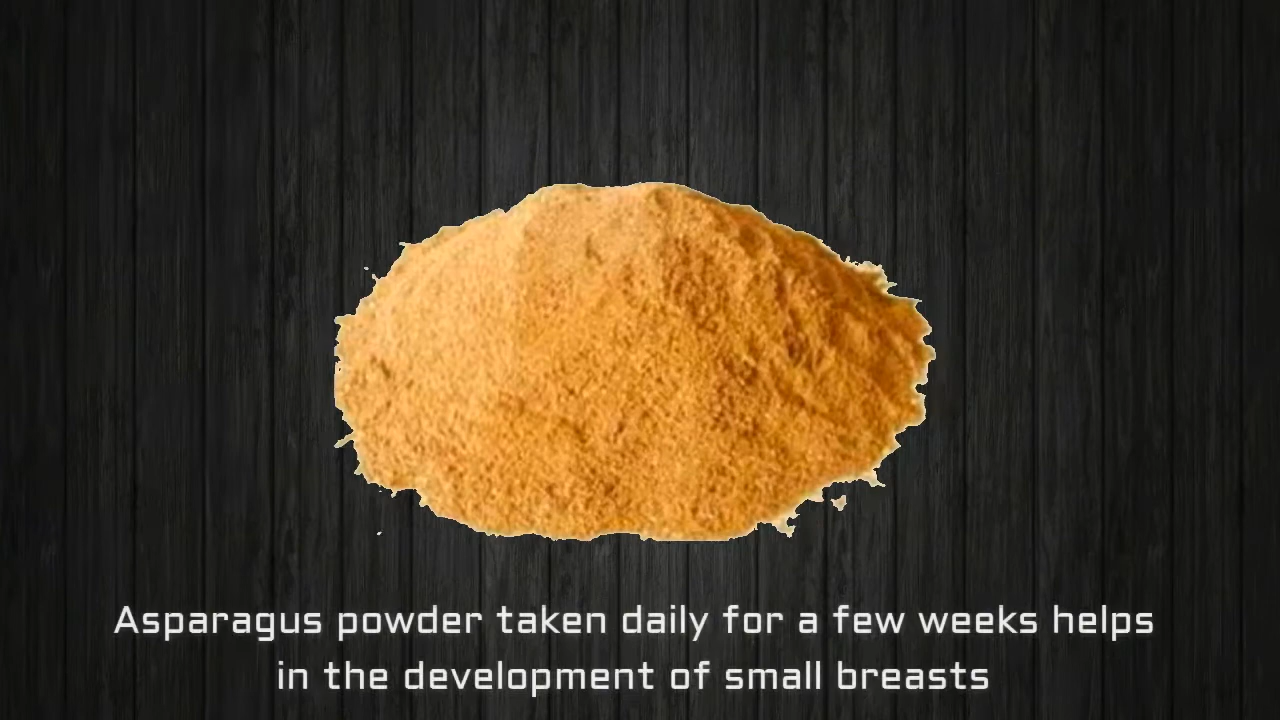 Asparagus powder taken daily for a few weeks helps
in the development of small breasts